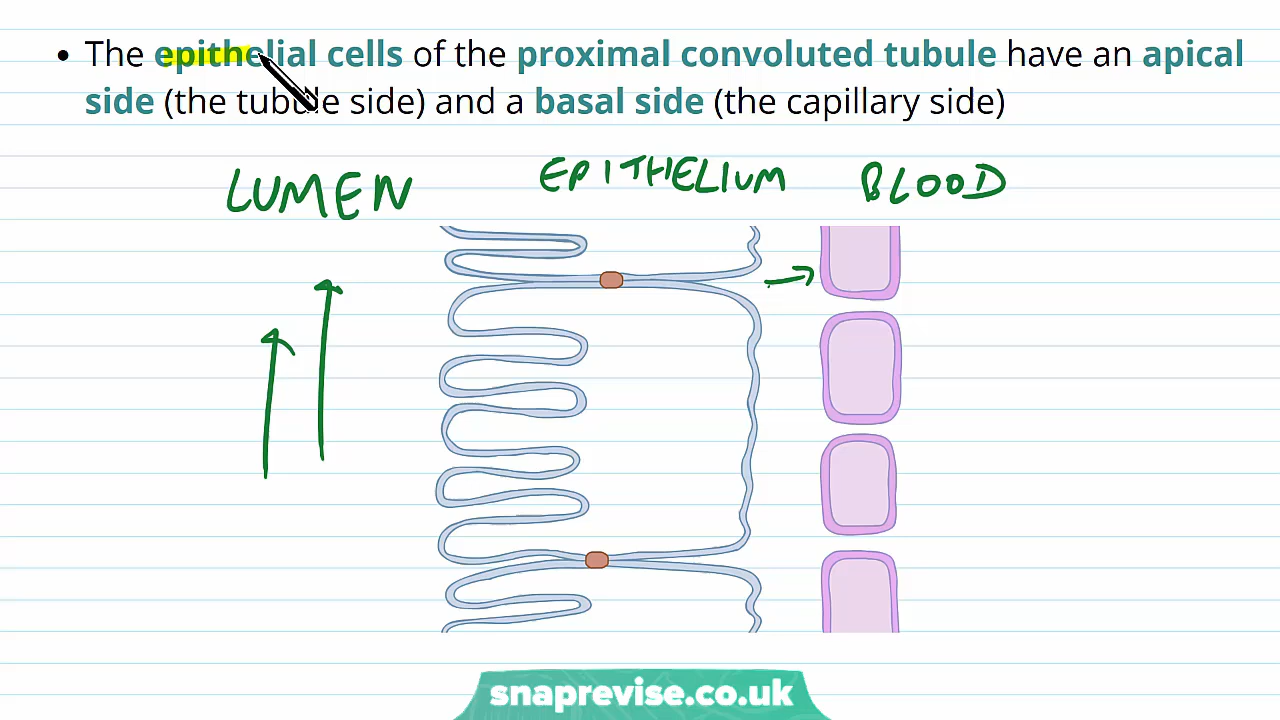 • The epithelial cells of the proximal convoluted tubule have an apical
side (the tubule side) and a basal side (the capillary side)
LUMEN EPITHELIUM BLOOD
snaprevise.co.uk